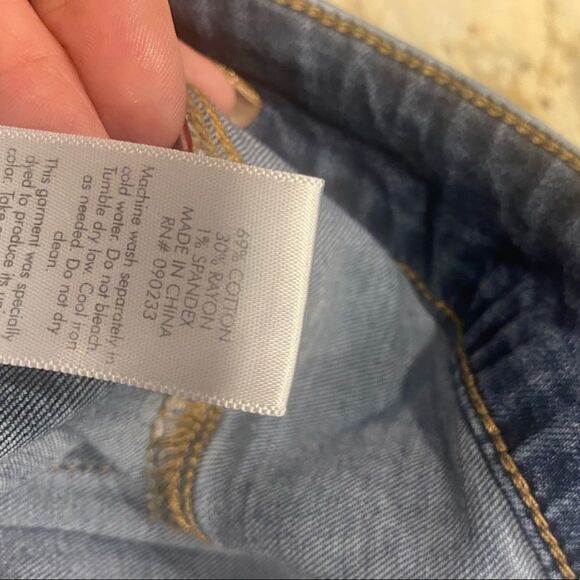 69% COTTON
30% RAYON
1% SPANDEX
MADE IN CHINA
RN# 090233
Machine wash separately in
cold water. Do not bleach.
Tumble dry low. Cool iron
as needed. Do not dry
clean.
This garment was specially
dyed to produce its
color.